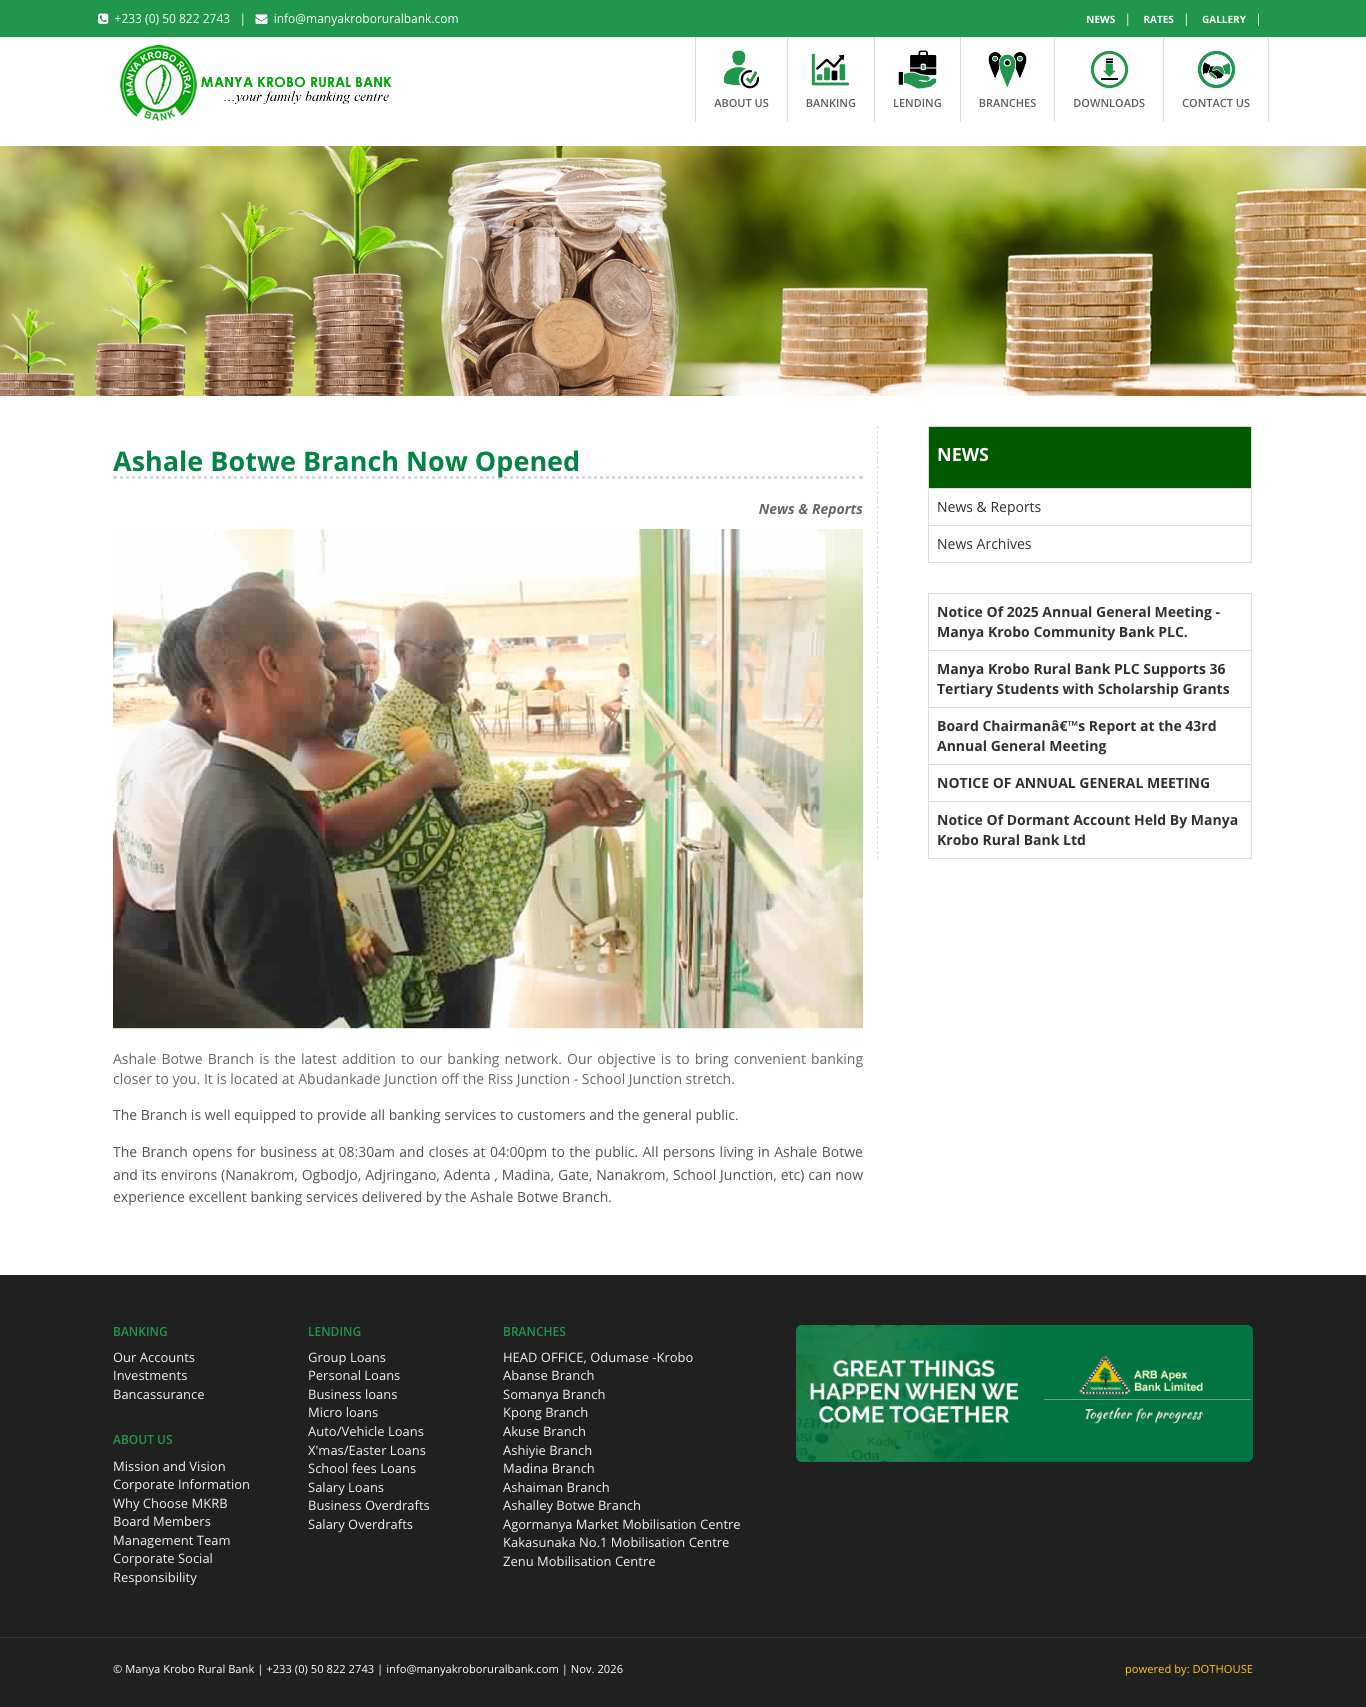 +233 (0) 50 822 2743 | info@manyakroboruralbank.com
NEWS | RATES | GALLERY |
MANYA KROBO RURAL
BANK
MANYA KROBO RURAL BANK
...your family banking centre
ABOUT US
BANKING
LENDING
BRANCHES
DOWNLOADS
CONTACT US
Ashale Botwe Branch Now Opened
News & Reports
Ashale Botwe Branch is the latest addition to our banking network. Our objective is to bring convenient banking
closer to you. It is located at Abudankade Junction off the Riss Junction - School Junction stretch.
The Branch is well equipped to provide all banking services to customers and the general public.
The Branch opens for business at 08:30am and closes at 04:00pm to the public. All persons living in Ashale Botwe
and its environs (Nanakrom, Ogbodjo, Adjringano, Adenta , Madina, Gate, Nanakrom, School Junction, etc) can now
experience excellent banking services delivered by the Ashale Botwe Branch.
NEWS
News & Reports
News Archives
Notice Of 2025 Annual General Meeting -
Manya Krobo Community Bank PLC.
Manya Krobo Rural Bank PLC Supports 36
Tertiary Students with Scholarship Grants
Board Chairmanâ€™s Report at the 43rd
Annual General Meeting
NOTICE OF ANNUAL GENERAL MEETING
Notice Of Dormant Account Held By Manya
Krobo Rural Bank Ltd
BANKING
Our Accounts
Investments
Bancassurance
ABOUT US
Mission and Vision
Corporate Information
Why Choose MKRB
Board Members
Management Team
Corporate Social
Responsibility
LENDING
Group Loans
Personal Loans
Business loans
Micro loans
Auto/Vehicle Loans
X'mas/Easter Loans
School fees Loans
Salary Loans
Business Overdrafts
Salary Overdrafts
BRANCHES
HEAD OFFICE, Odumase -Krobo
Abanse Branch
Somanya Branch
Kpong Branch
Akuse Branch
Ashiyie Branch
Madina Branch
Ashaiman Branch
Ashalley Botwe Branch
Agormanya Market Mobilisation Centre
Kakasunaka No.1 Mobilisation Centre
Zenu Mobilisation Centre
GREAT THINGS
HAPPEN WHEN WE
COME TOGETHER
ARB Apex
Bank Limited
Together for progress
LAKE
Oda
© Manya Krobo Rural Bank | +233 (0) 50 822 2743 | info@manyakroboruralbank.com | Nov. 2026
powered by: DOTHOUSE